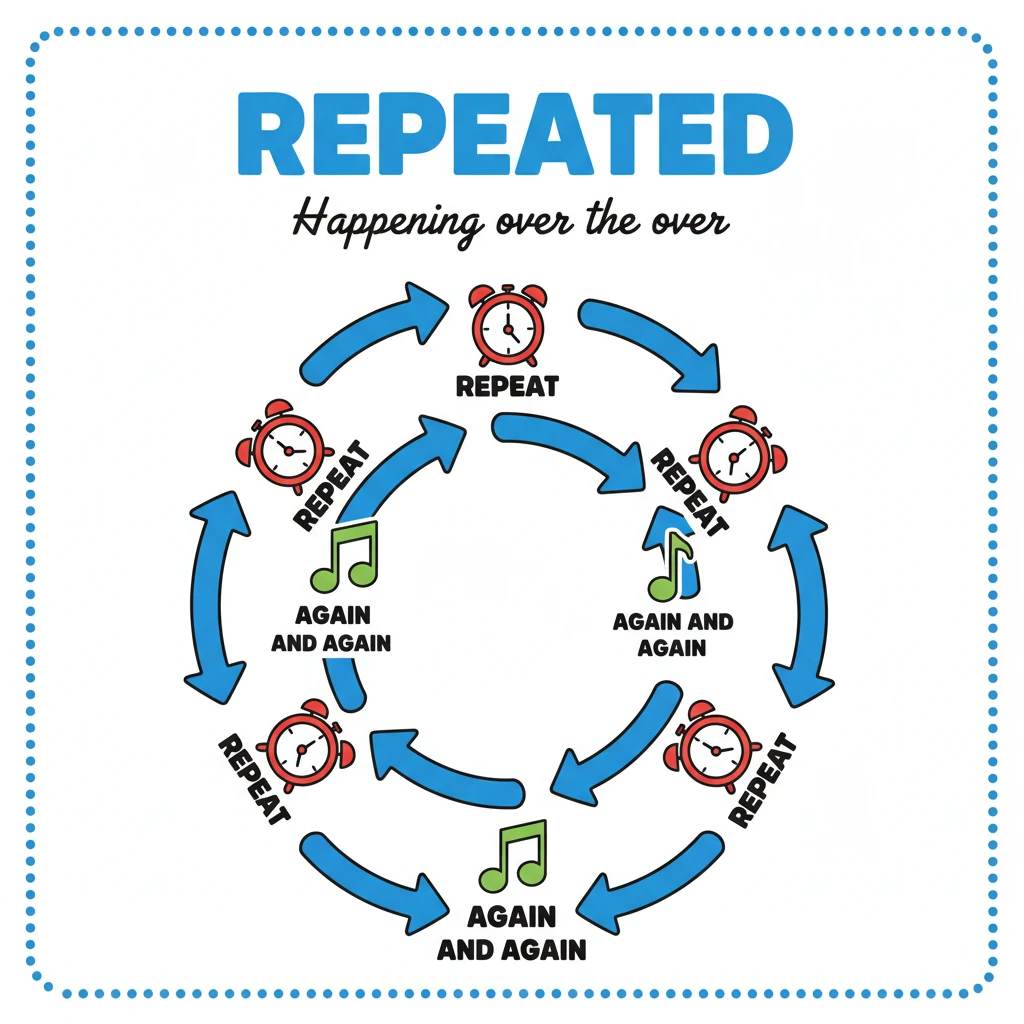 REPEATED
Happening over the over
REPEAT
REPEAT
REPEAT
AGAIN
AND AGAIN
AGAIN AND
AGAIN
REPEAT
REPEAT
AGAIN
AND AGAIN